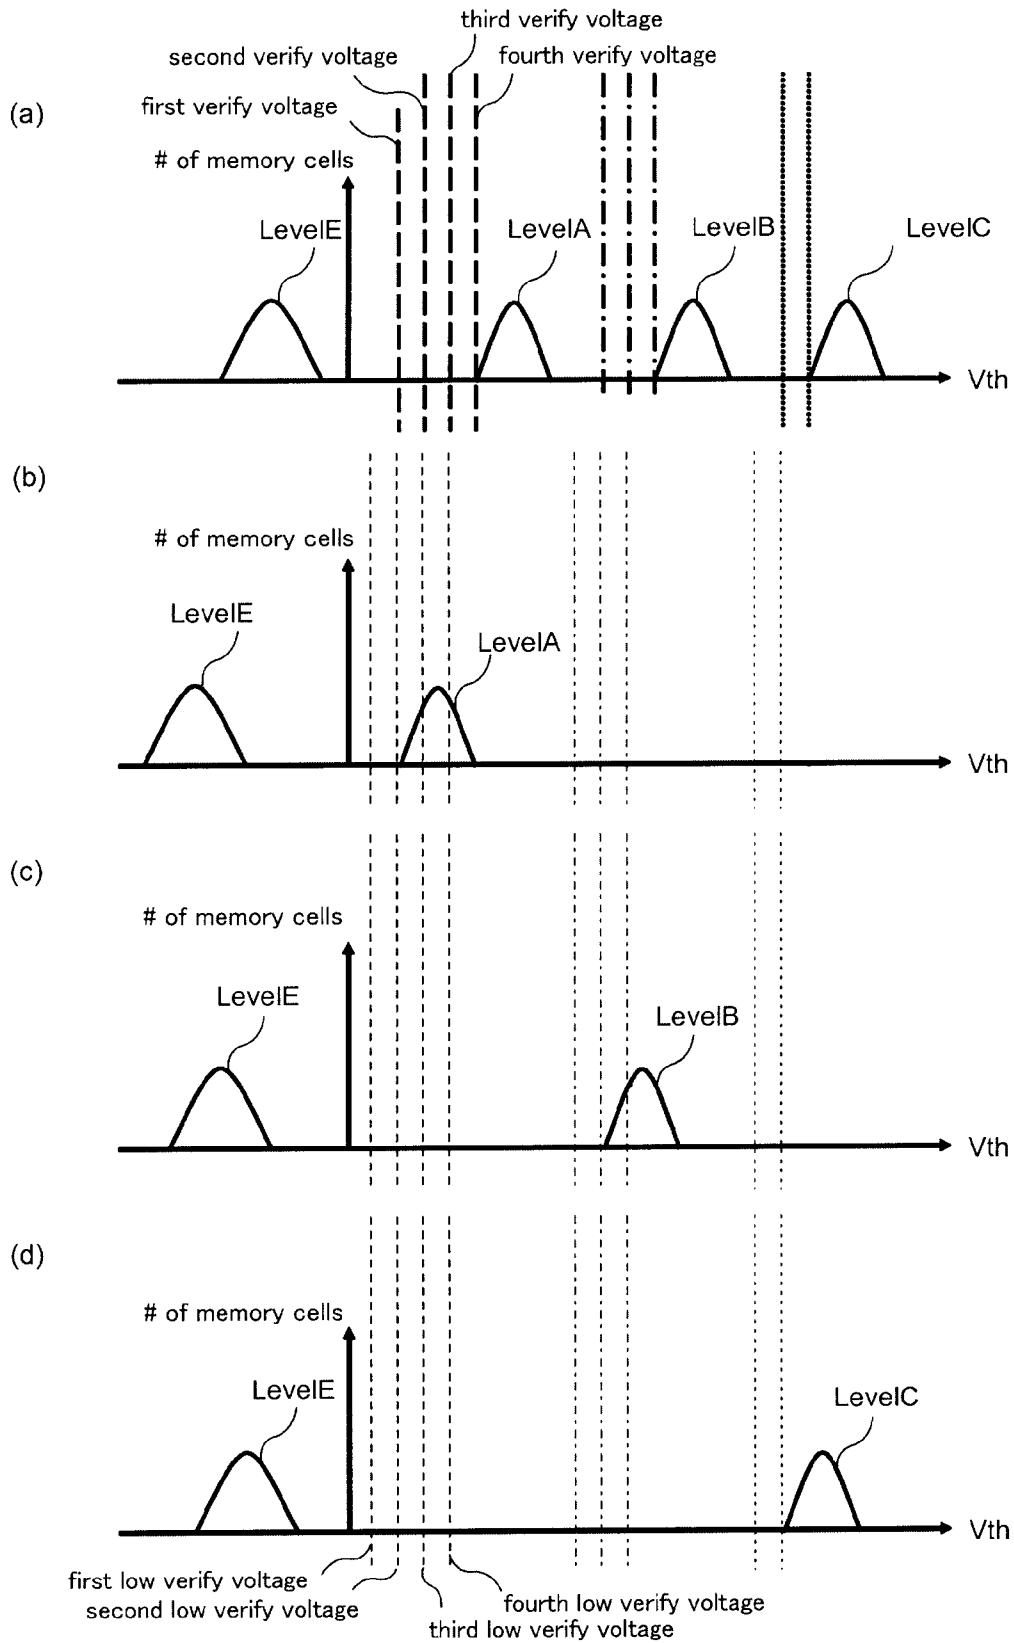 third verify voltage
second verify voltage
fourth verify voltage
(a)
first verify voltage
# of memory cells
LevelE
LevelA
LevelB
LevelC
Vth
(b)
# of memory cells
LevelE
LevelA
Vth
(c)
# of memory cells
LevelE
LevelB
Vth
(d)
# of memory cells
LevelE
LevelC
Vth
first low verify voltage
second low verify voltage
fourth low verify voltage
third low verify voltage